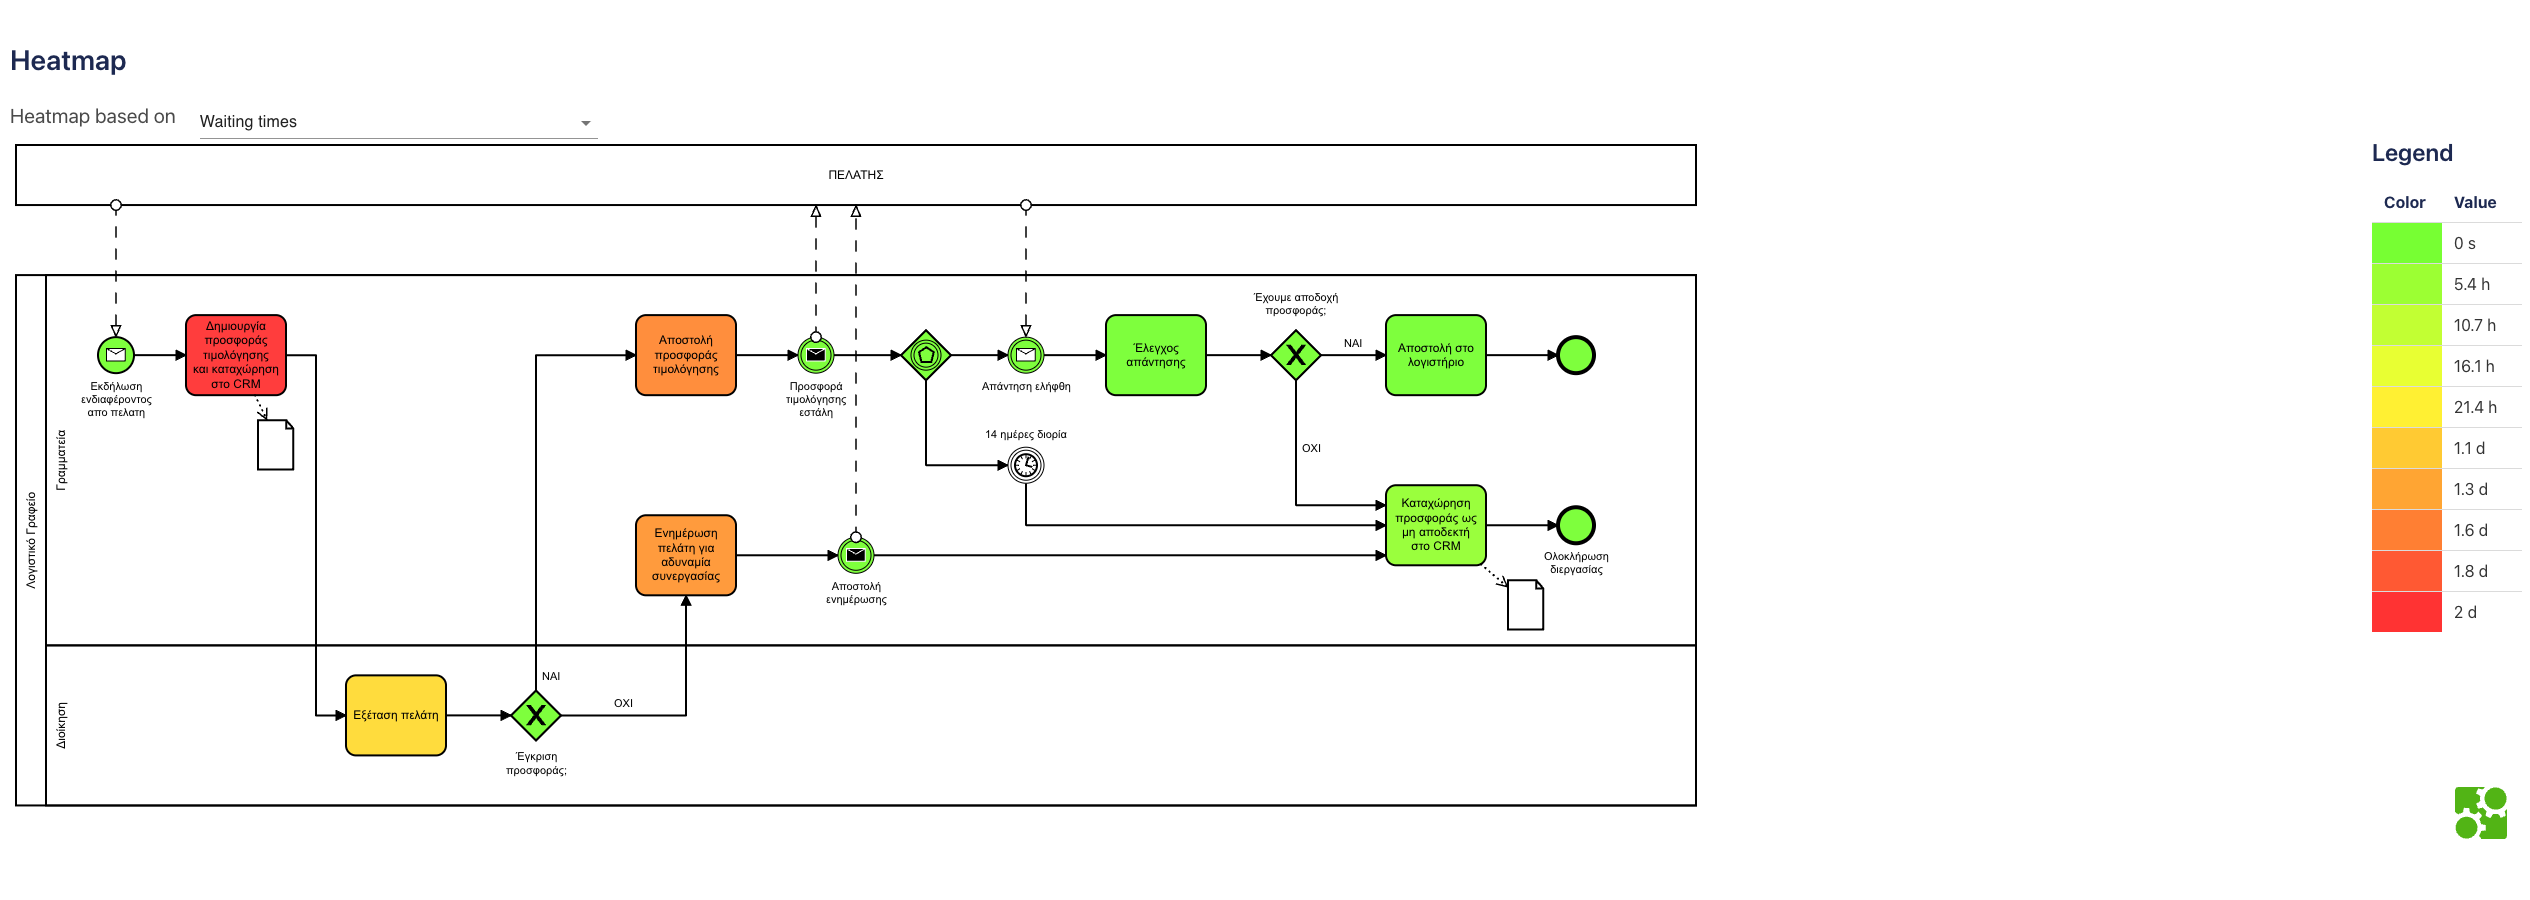 Heatmap
Heatmap based on
Waiting times
ΠΕΛΑΤΗΣ
Λογιστικό Γραφείο
Γραμματεία
Εκδήλωση
ενδιαφέροντος
απο πελατη
Δημιουργία
προσφοράς
τιμολόγησης
και καταχώρηση
στο CRM
Αποστολή
προσφοράς
τιμολόγησης
Προσφορά
τιμολόγησης
εστάλη
Απάντηση ελήφθη
14 ημέρες διορία
Έλεγχος
απάντησης
Έχουμε αποδοχή
προσφοράς;
ΝΑΙ
ΟΧΙ
Αποστολή στο
λογιστήριο
Ενημέρωση
πελάτη για
αδυναμία
συνεργασίας
Αποστολή
ενημέρωσης
Καταχώρηση
προσφοράς ως
μη αποδεκτή
στο CRM
Ολοκλήρωση
διεργασίας
Διοίκηση
Εξέταση πελάτη
Έγκριση
προσφοράς;
ΝΑΙ
ΟΧΙ
Legend
Color Value
0 s
5.4 h
10.7 h
16.1 h
21.4 h
1.1 d
1.3 d
1.6 d
1.8 d
2 d